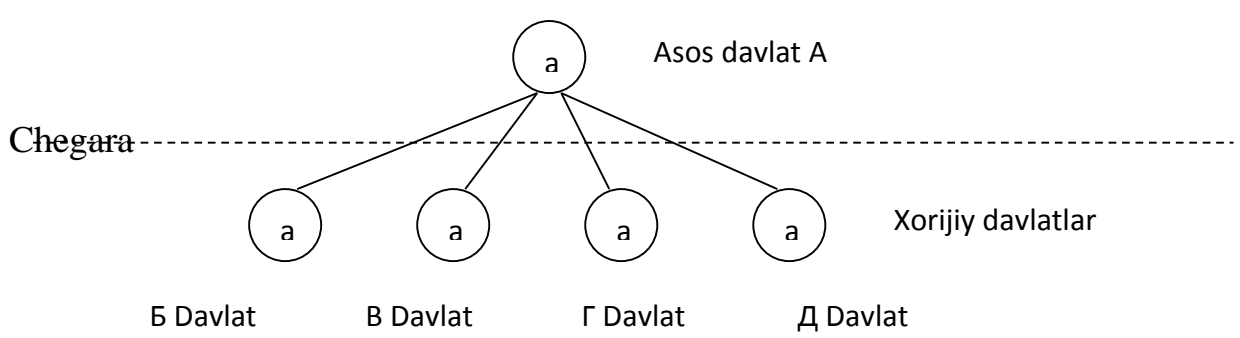 a
Asos davlat A
Chegara
a a a a
Xorijiy davlatlar
Б Davlat В Davlat Г Davlat Д Davlat